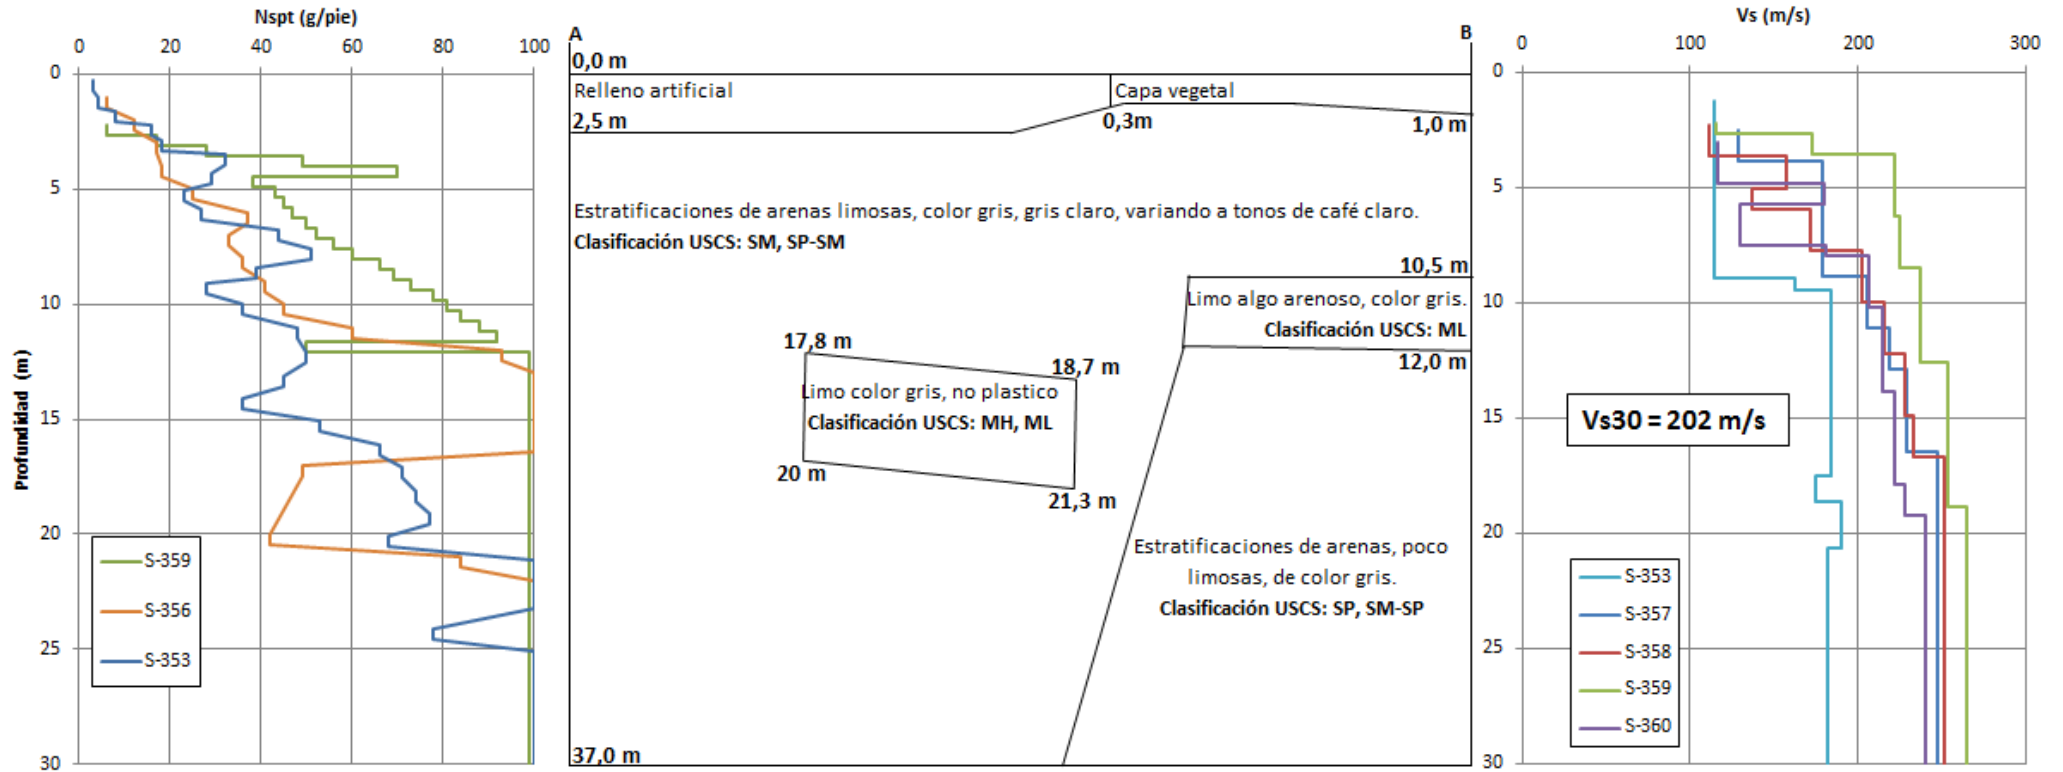 Nspt (g/pie)
0 20 40 60 80 100
0
5
10
15
20
25
30
Profundidad (m)
S-359
S-356
S-353
A
B
0,0 m
Relleno artificial
Capa vegetal
2,5 m
0,3m
1,0 m
Estratificaciones de arenas limosas, color gris, gris claro, variando a tonos de café claro.
Clasificación USCS: SM, SP-SM
10,5 m
Limo algo arenoso, color gris.
Clasificación USCS: ML
12,0 m
17,8 m
18,7 m
Limo color gris, no plastico
Clasificación USCS: MH, ML
20 m
21,3 m
Estratificaciones de arenas, poco
limosas, de color gris.
Clasificación USCS: SP, SM-SP
37,0 m
Vs (m/s)
0 100 200 300
0
5
10
15
20
25
30
Vs30 = 202 m/s
S-353
S-357
S-358
S-359
S-360